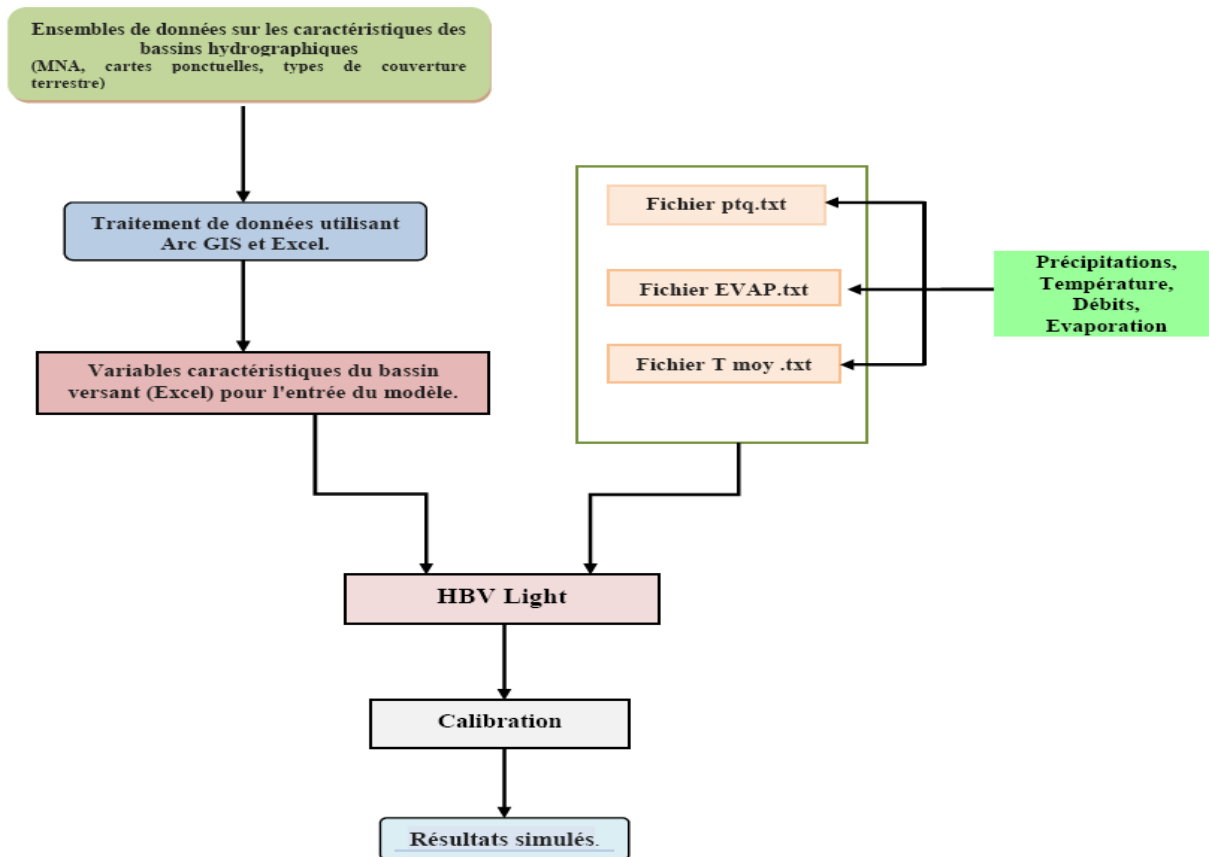 Ensembles de données sur les caractéristiques des
bassins hydrographiques
(MNA, cartes ponctuelles, types de couverture
terrestre)
Traitement de données utilisant
Arc GIS et Excel.
Variables caractéristiques du bassin
versant (Excel) pour l'entrée du modèle.
Fichier ptq.txt
Fichier EVAP.txt
Fichier T moy .txt
Précipitations,
Température,
Débits,
Evaporation
HBV Light
Calibration
Résultats simulés.